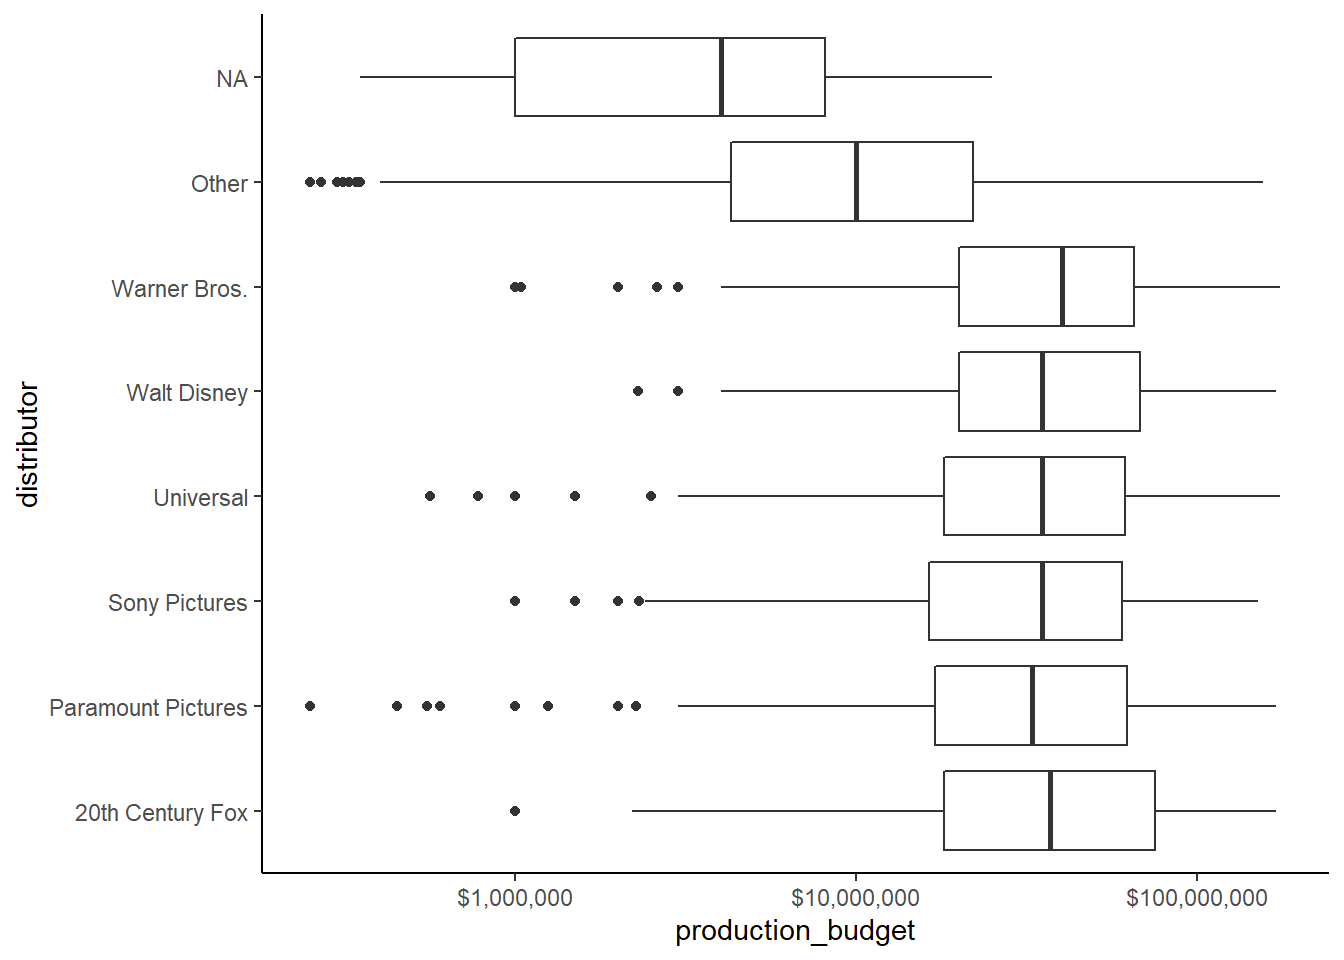 NA
Other
Warner Bros.
Walt Disney
Universal
Sony Pictures
Paramount Pictures
20th Century Fox
distributor
$1,000,000
$10,000,000
$100,000,000
production_budget